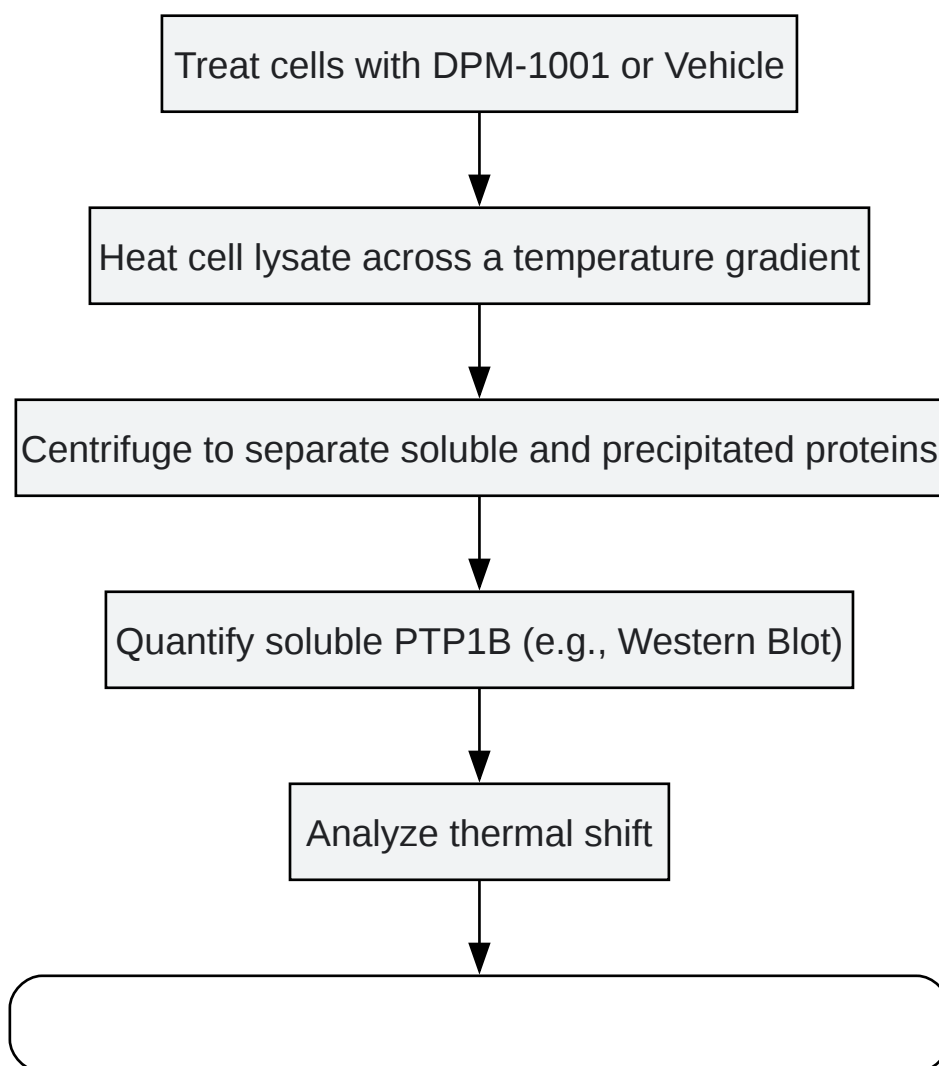 Treat cells with DPM-1001 or Vehicle
Heat cell lysate across a temperature gradient
Centrifuge to separate soluble and precipitated proteins
Quantify soluble PTP1B (e.g., Western Blot)
Analyze thermal shift